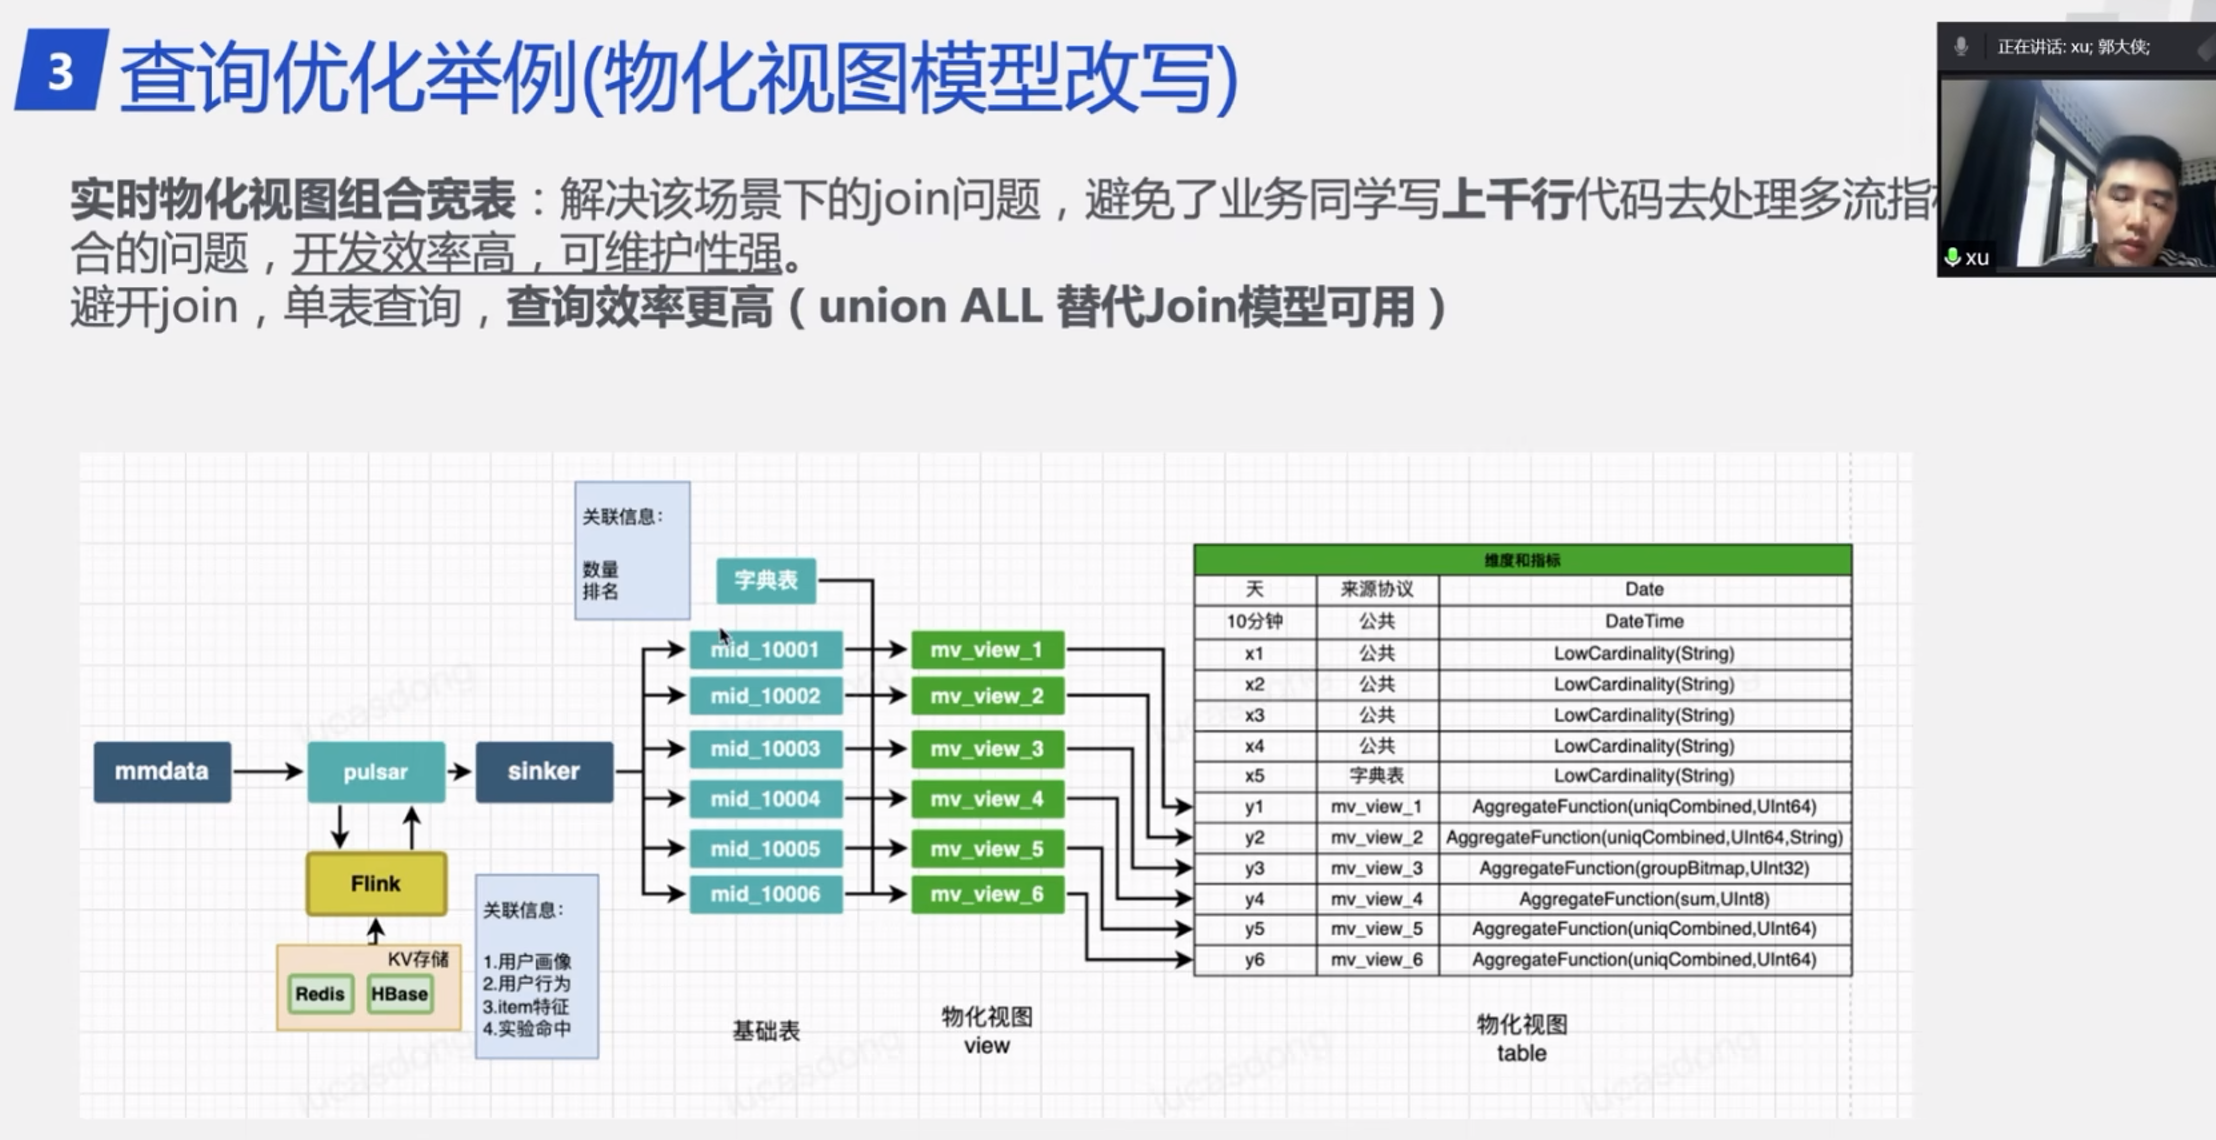 3 查询优化举例(物化视图模型改写)
正在讲话: xu; 郭大侠;
xu
实时物化视图组合宽表：解决该场景下的join问题，避免了业务同学写上千行代码去处理多流指
合的问题，开发效率高，可维护性强。
避开join，单表查询，查询效率更高（union ALL 替代Join模型可用）
关联信息:
数量
排名
字典表
mid_10001
mid_10002
mid_10003
mid_10004
mid_10005
mid_10006
mv_view_1
mv_view_2
mv_view_3
mv_view_4
mv_view_5
mv_view_6
mmdata
pulsar
sinker
Flink
KV存储
Redis HBase
关联信息:
1.用户画像
2.用户行为
3.item特征
4.实验命中
基础表
物化视图
view
维度和指标
天 来源协议 Date
10分钟 公共 DateTime
x1 公共 LowCardinality(String)
x2 公共 LowCardinality(String)
x3 公共 LowCardinality(String)
x4 公共 LowCardinality(String)
x5 字典表 LowCardinality(String)
y1 mv_view_1 AggregateFunction(uniqCombined,UInt64)
y2 mv_view_2 AggregateFunction(uniqCombined,UInt64,String)
y3 mv_view_3 AggregateFunction(groupBitmap,UInt32)
y4 mv_view_4 AggregateFunction(sum,UInt8)
y5 mv_view_5 AggregateFunction(uniqCombined,UInt64)
y6 mv_view_6 AggregateFunction(uniqCombined,UInt64)
物化视图
table
lucasdong
lucasdong
lucasdong
lucasdong
lucasdong